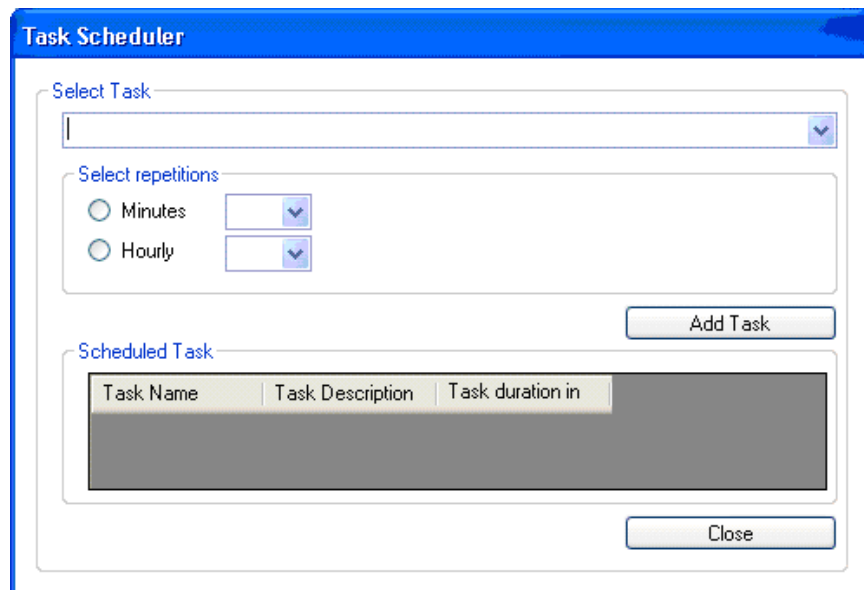 Task Scheduler
Select Task
Select repetitions
Minutes
Hourly
Add Task
Scheduled Task
Task Name Task Description Task duration in
Close